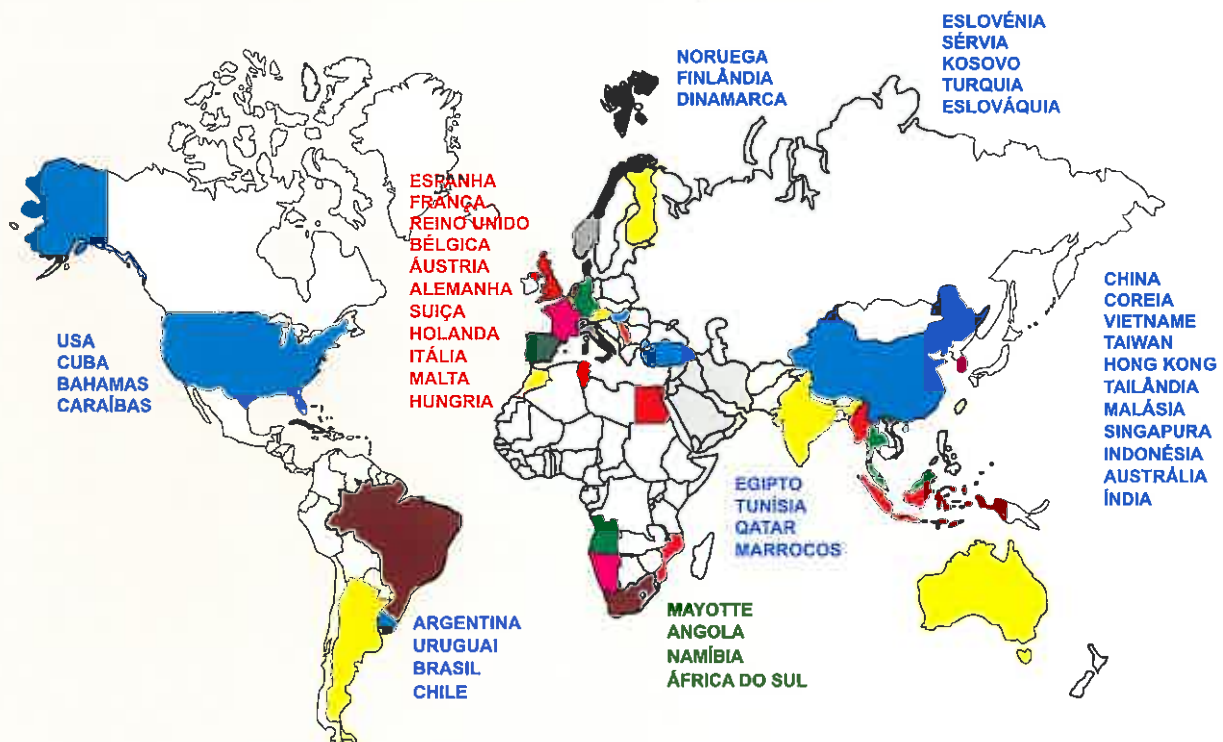 NORUEGA
FINLÂNDIA
DINAMARCA
ESLOVÉNIA
SÉRVIA
KOSOVO
TURQUIA
ESLOVÁQUIA
ESPANHA
FRANÇA
REINO UNIDO
BÉLGICA
ÁUSTRIA
ALEMANHA
SUIÇA
HOLANDA
ITÁLIA
MALTA
HUNGRIA
USA
CUBA
BAHAMAS
CARAÍBAS
CHINA
COREIA
VIETNAME
TAIWAN
HONG KONG
TAILÂNDIA
MALÁSIA
SINGAPURA
INDONÉSIA
AUSTRÁLIA
ÍNDIA
EGIPTO
TUNÍSIA
QATAR
MARROCOS
ARGENTINA
URUGUAI
BRASIL
CHILE
MAYOTTE
ANGOLA
NAMÍBIA
ÁFRICA DO SUL